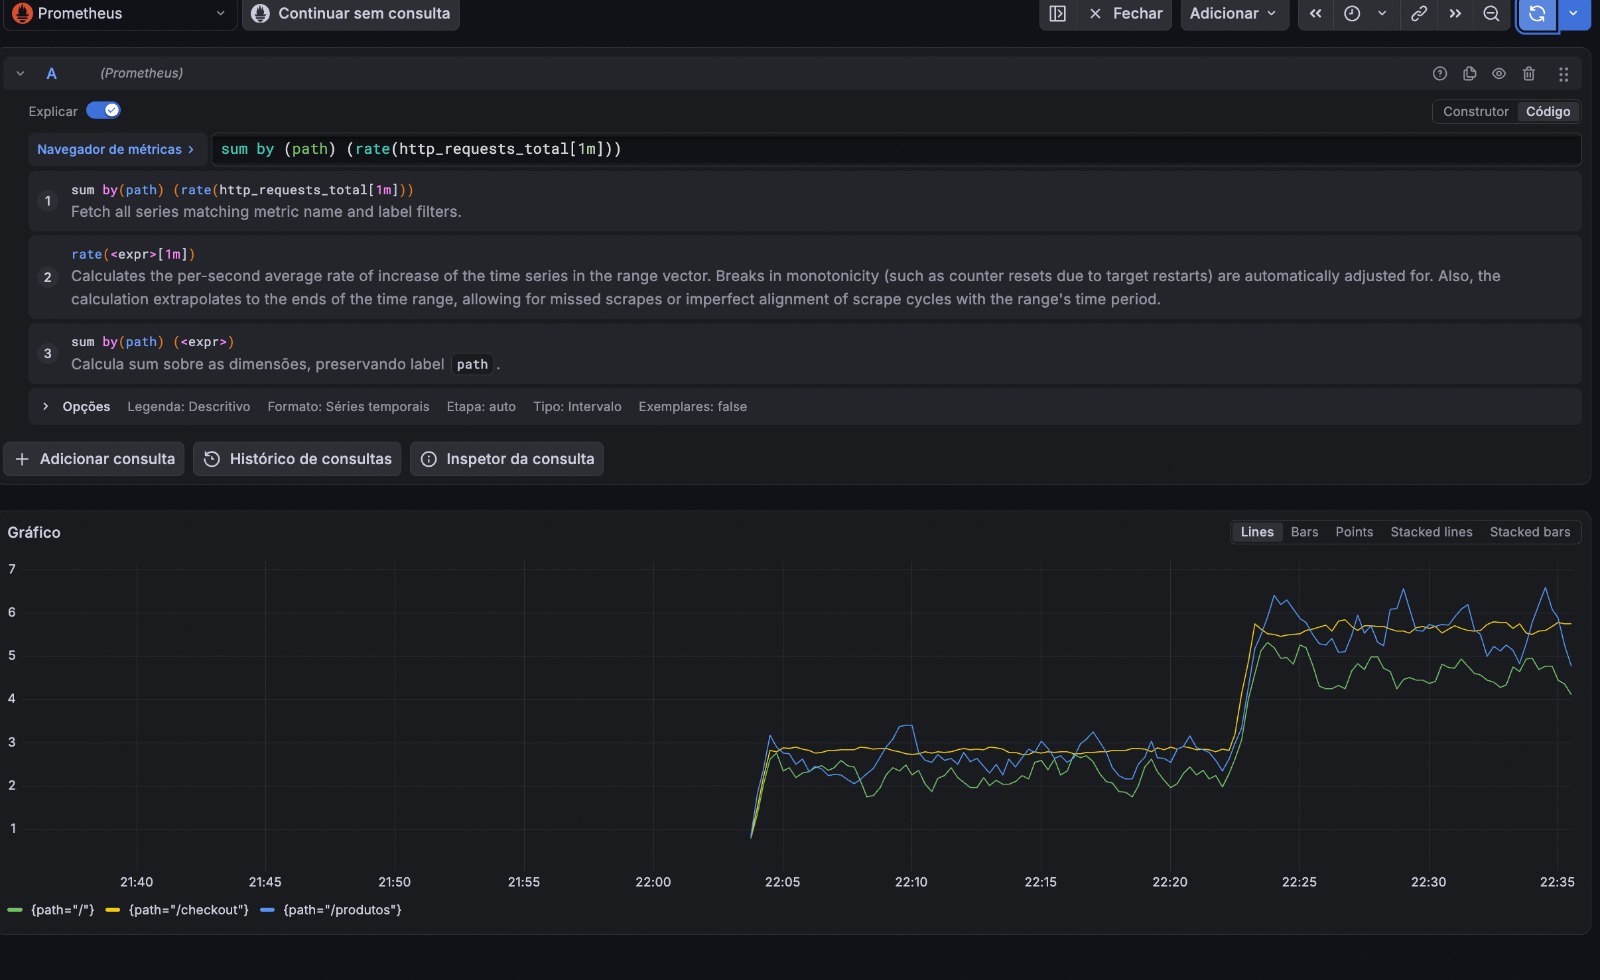 Prometheus Continuar sem consulta Fechar Adicionar
A (Prometheus)
Explicar Construtor Código
Navegador de métricas sum by (path) (rate(http_requests_total[1m]))
1 sum by(path) (rate(http_requests_total[1m]))
Fetch all series matching metric name and label filters.
2 rate(<expr>[1m])
Calculates the per-second average rate of increase of the time series in the range vector. Breaks in monotonicity (such as counter resets due to target restarts) are automatically adjusted for. Also, the
calculation extrapolates to the ends of the time range, allowing for missed scrapes or imperfect alignment of scrape cycles with the range's time period.
3 sum by(path) (<expr>)
Calcula sum sobre as dimensões, preservando label path .
Opções Legenda: Descritivo Formato: Séries temporais Etapa: auto Tipo: Intervalo Exemplares: false
Adicionar consulta Histórico de consultas Inspetor da consulta
Gráfico Lines Bars Points Stacked lines Stacked bars
7
6
5
4
3
2
1
21:40 21:45 21:50 21:55 22:00 22:05 22:10 22:15 22:20 22:25 22:30 22:35
{path="/"} {path="/checkout"} {path="/produtos"}